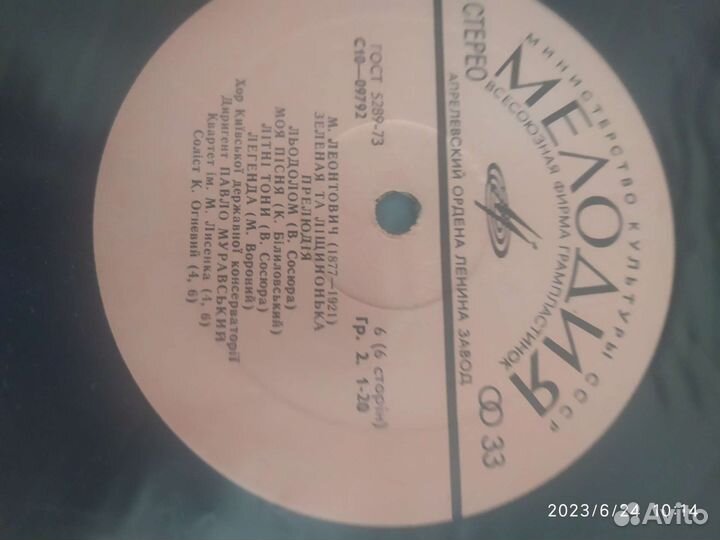 МИНИСТЕРСТВО КУЛЬТУРЫ СССР
МЕЛОДИЯ
ВСЕСОЮЗНАЯ ФИРМА ГРАМПЛАСТИНОК
СТЕРЕО
33
АПРЕЛЕВСКИЙ ОРДЕНА ЛЕНИНА ЗАВОД
ГОСТ 5289-73
С10—09792
6 (6 сторін)
Гр. 2. 1-20
М. ЛЕОНТОВИЧ (1877—1921)
ЗЕЛЕНАЯ ТА ЛІЩИНОНЬКА
ПРЕЛЮДІЯ
ЛЬОДОЛОМ (В. Сосюра)
МОЯ ПІСНЯ (К. Білиловський)
ЛІТНІ ТОНИ (В. Сосюра)
ЛЕГЕНДА (М. Вороний)
Хор Київської державної консерваторії
Диригент ПАВЛО МУРАВСЬКИЙ
Квартет ім. М. Лисенка (4, 6)
Соліст К. Огневий (4, 6)
2023/6/24 10:14
Avito